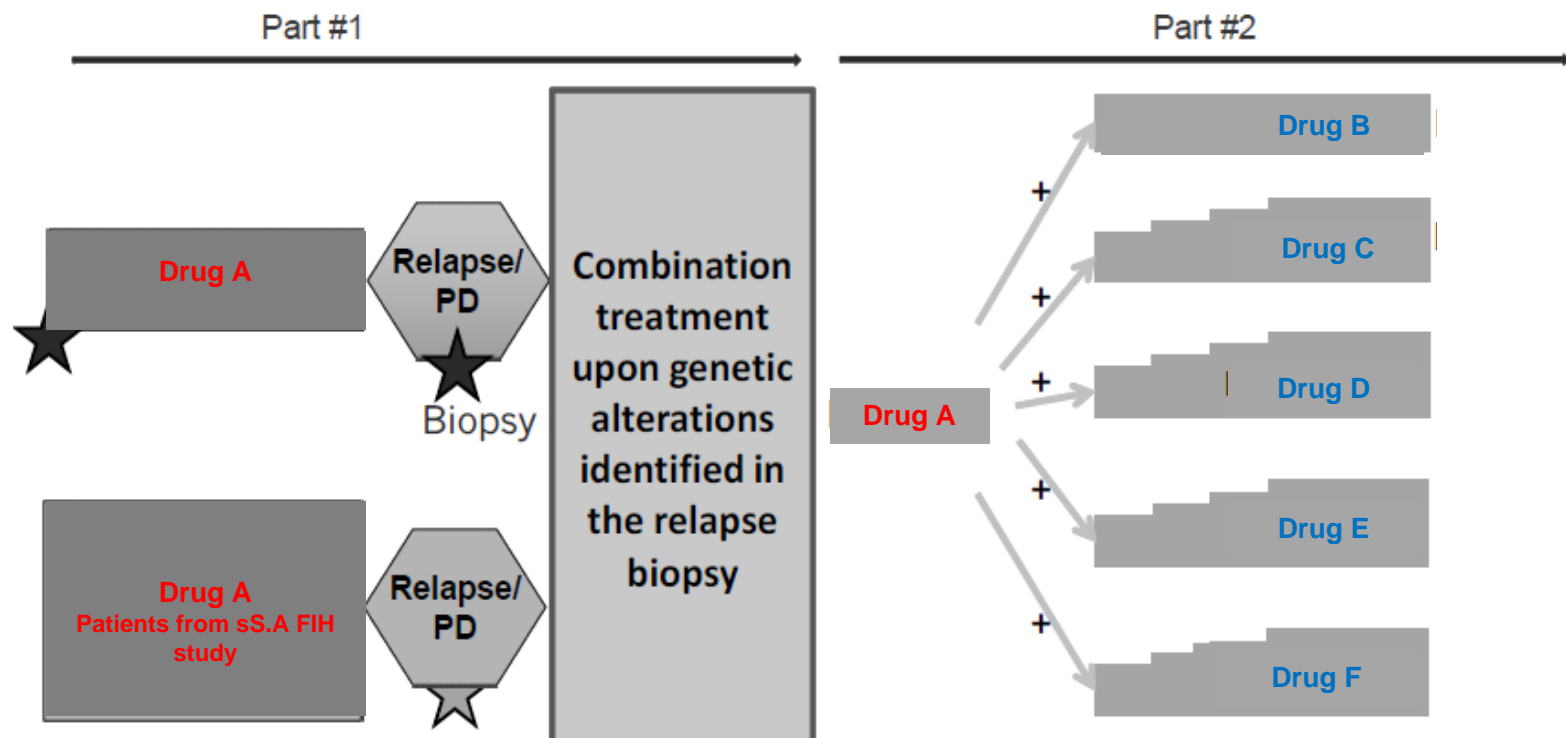 Part #1
Part #2
Drug A
Relapse/
PD
Biopsy
Drug A
Patients from sS.A FIH
study
Relapse/
PD
Combination
treatment
upon genetic
alterations
identified in
the relapse
biopsy
Drug A
+
+
+
+
+
Drug B
Drug C
Drug D
Drug E
Drug F